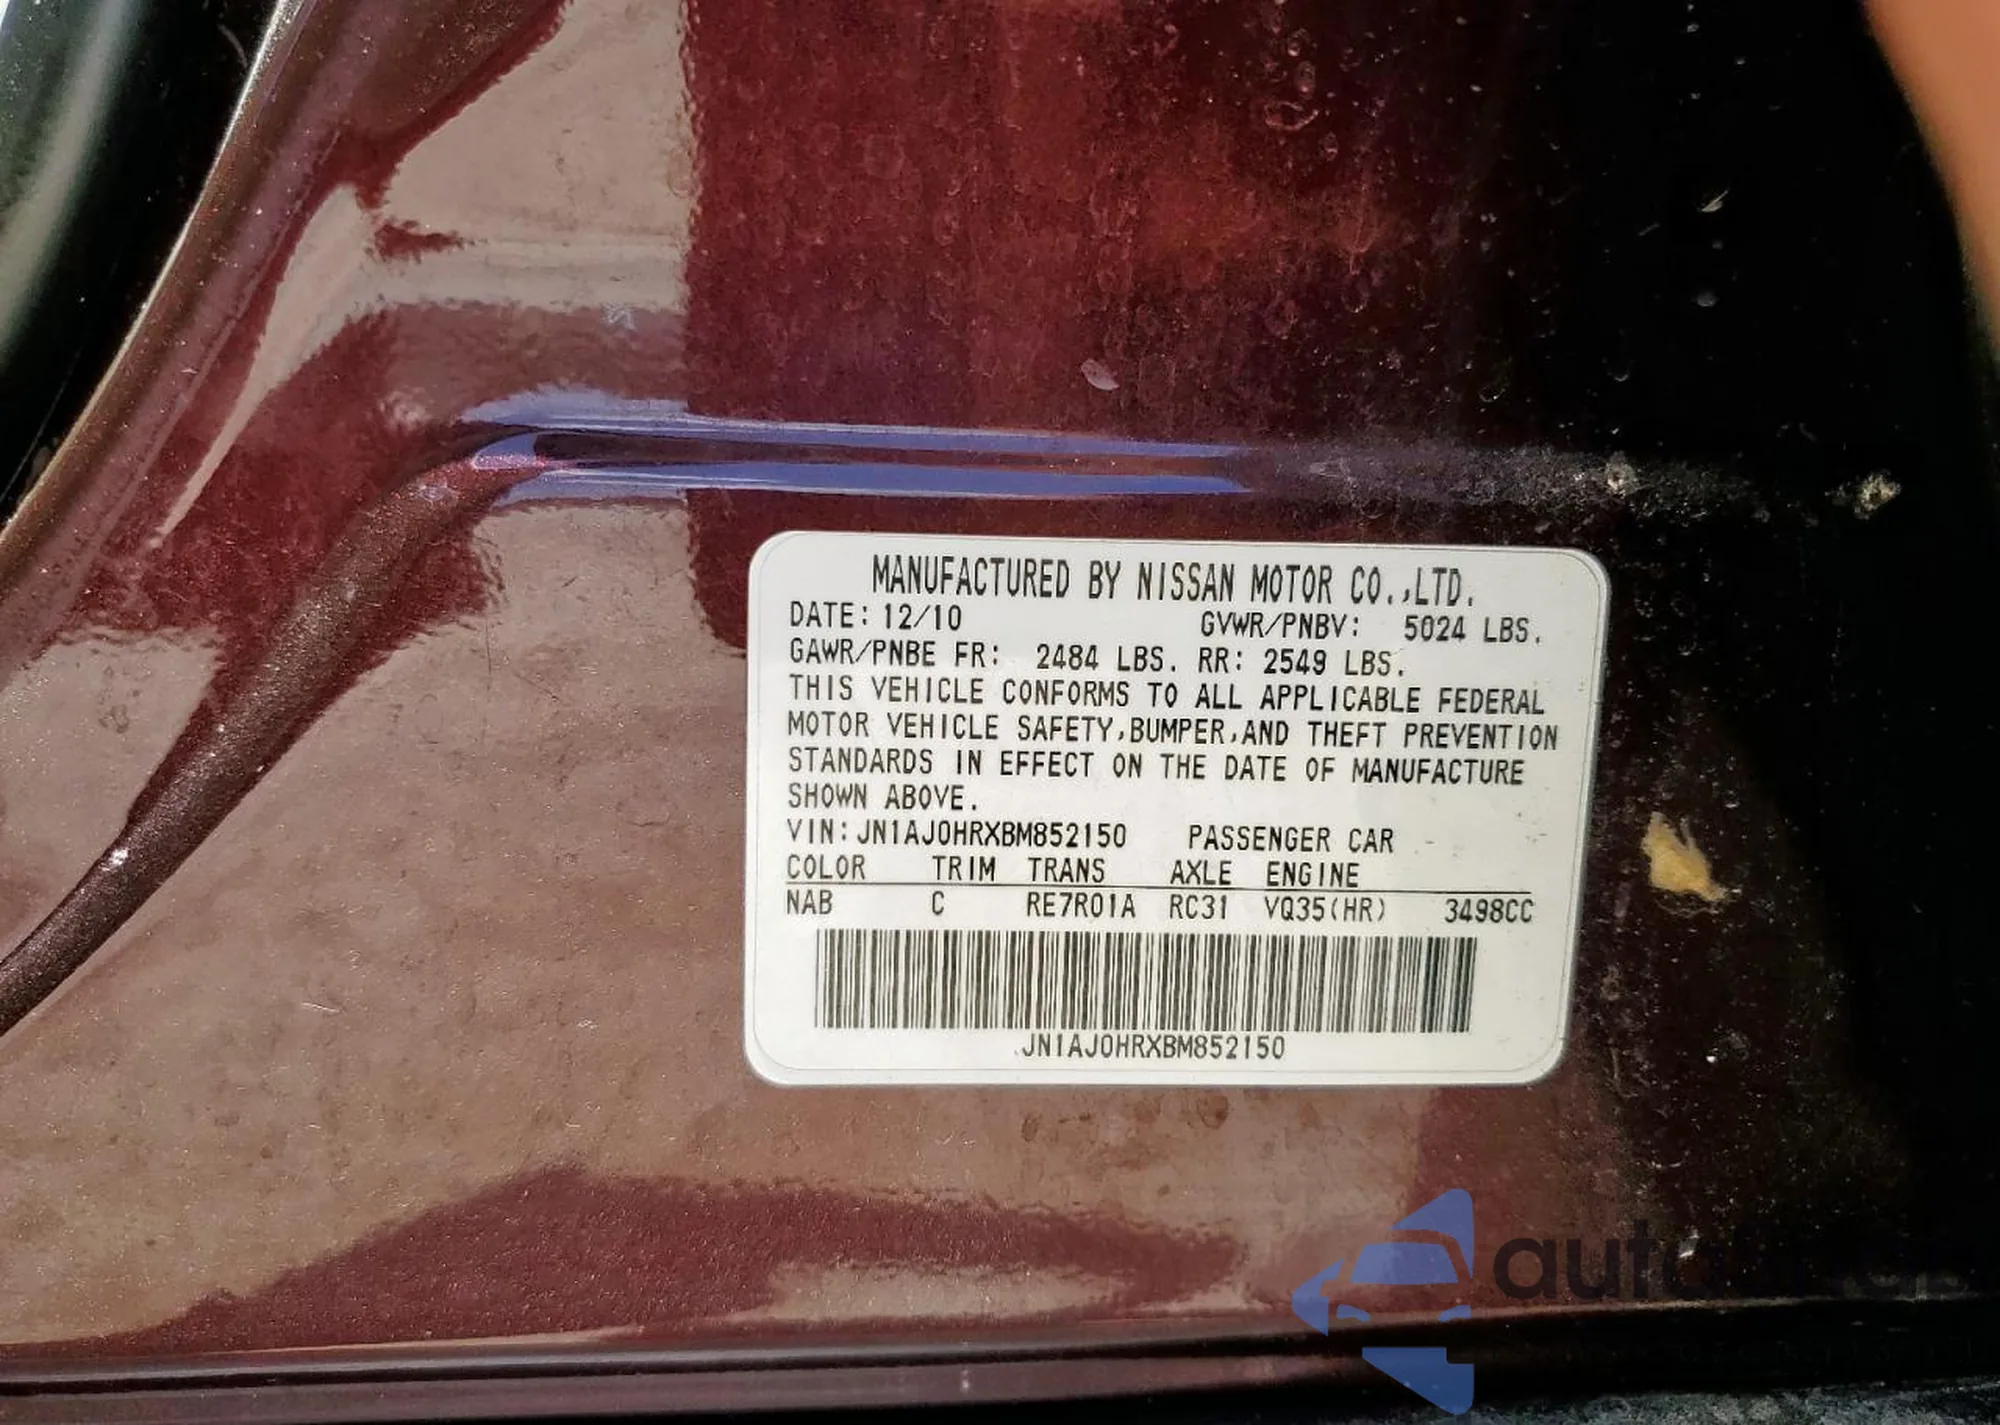 MANUFACTURED BY NISSAN MOTOR CO.,LTD.
DATE: 12/10 GVWR/PNBV: 5024 LBS.
GAWR/PNBE FR: 2484 LBS. RR: 2549 LBS.
THIS VEHICLE CONFORMS TO ALL APPLICABLE FEDERAL
MOTOR VEHICLE SAFETY,BUMPER,AND THEFT PREVENTION
STANDARDS IN EFFECT ON THE DATE OF MANUFACTURE
SHOWN ABOVE.
VIN: JN1AJ0HRXBM852150 PASSENGER CAR
COLOR TRIM TRANS AXLE ENGINE
NAB C RE7R01A RC31 VQ35(HR) 3498CC
JN1AJ0HRXBM852150